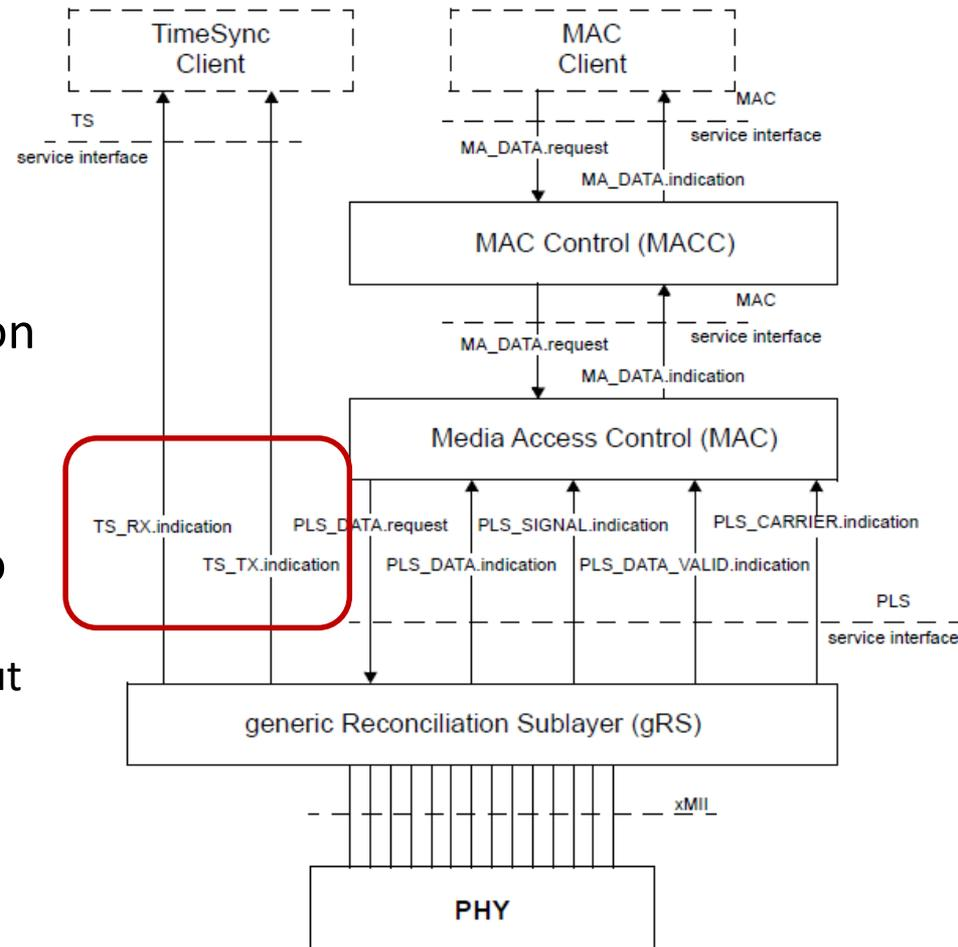 TimeSync
Client
MAC
Client
TS
service interface
MAC
service interface
MA_DATA.request
MA_DATA.indication
MAC Control (MACC)
on
MAC
service interface
MA_DATA.request
MA_DATA.indication
Media Access Control (MAC)
TS_RX.indication
PLS_DATA.request
PLS_SIGNAL.indication
PLS_CARRIER.indication
TS_TX.indication
PLS_DATA.indication
PLS_DATA_VALID.indication
PLS
service interface
generic Reconciliation Sublayer (gRS)
xMII
PHY